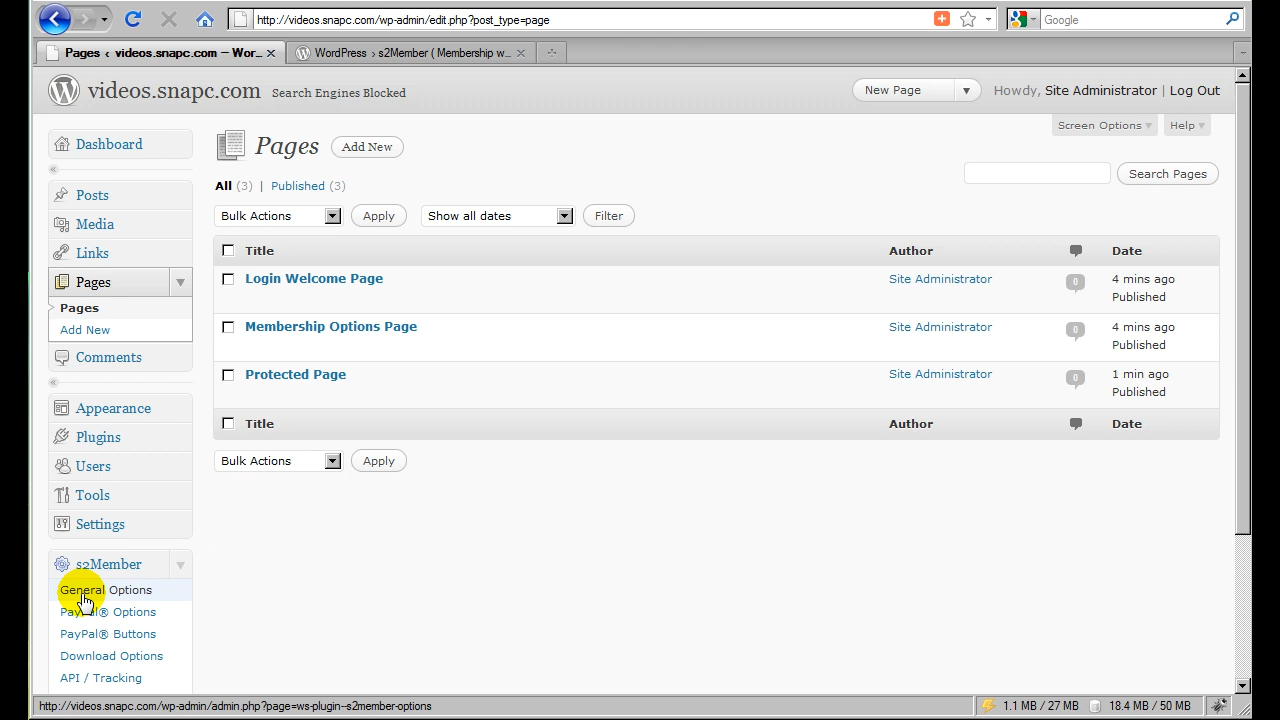 http://videos.snapc.com/wp-admin/edit.php?post_type=page
Google
Pages ‹ videos.snapc.com — Wor...
WordPress › s2Member ( Membership w...
videos.snapc.com Search Engines Blocked
New Page
Howdy, Site Administrator | Log Out
Screen Options
Help
Dashboard
Posts
Media
Links
Pages
Pages
Add New
Comments
Appearance
Plugins
Users
Tools
Settings
s2Member
General Options
PayPal® Options
PayPal® Buttons
Download Options
API / Tracking
Pages Add New
All (3) | Published (3)
Search Pages
Bulk Actions Apply Show all dates Filter
Title Author Date
Login Welcome Page Site Administrator 0 4 mins ago
Published
Membership Options Page Site Administrator 0 4 mins ago
Published
Protected Page Site Administrator 0 1 min ago
Published
Title Author Date
Bulk Actions Apply
http://videos.snapc.com/wp-admin/admin.php?page=ws-plugin--s2member-options
1.1 MB / 27 MB
18.4 MB / 50 MB